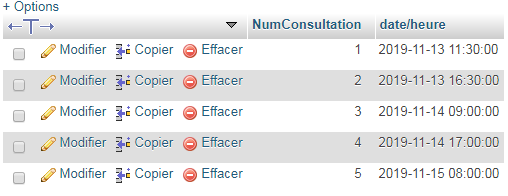 + Options
←T→ NumConsultation date/heure
Modifier Copier Effacer 1 2019-11-13 11:30:00
Modifier Copier Effacer 2 2019-11-13 16:30:00
Modifier Copier Effacer 3 2019-11-14 09:00:00
Modifier Copier Effacer 4 2019-11-14 17:00:00
Modifier Copier Effacer 5 2019-11-15 08:00:00